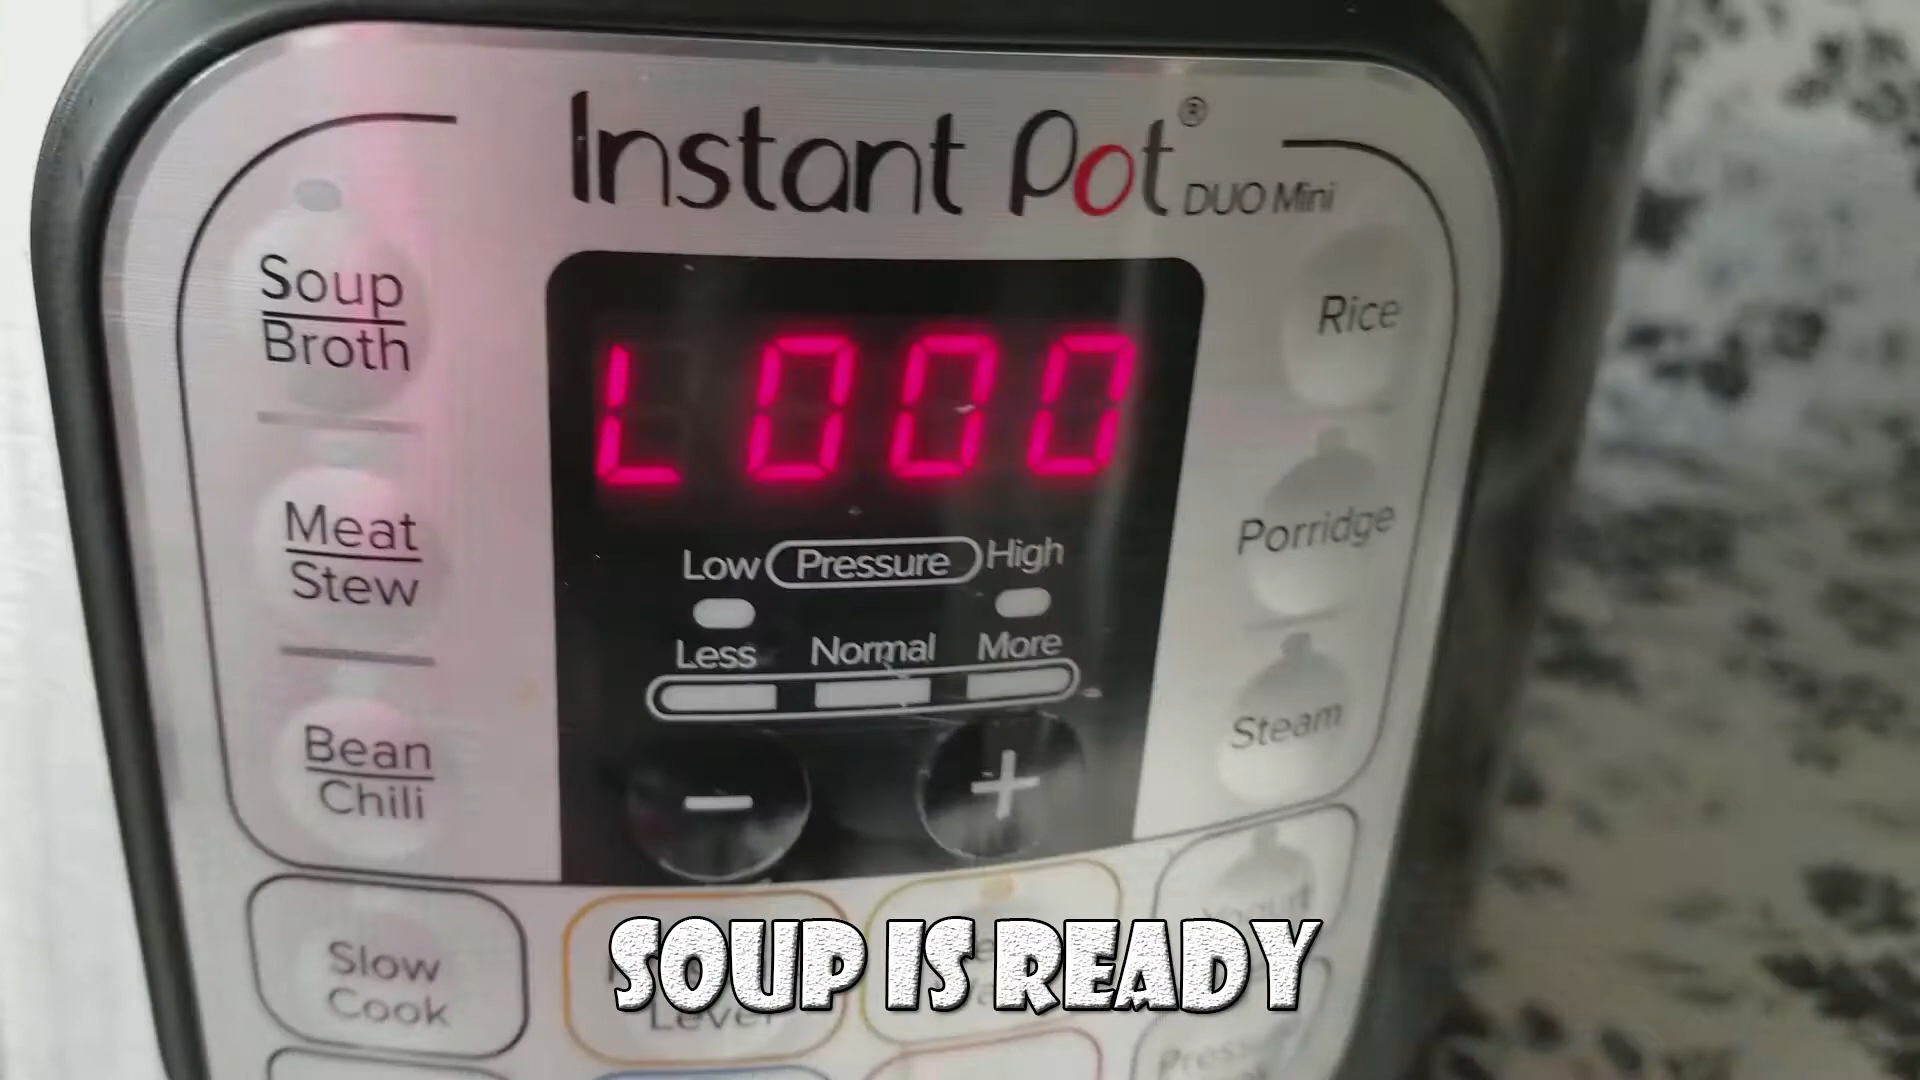 Instant Pot®
DUO Mini
Soup
Broth
Meat
Stew
Bean
Chili
L000
Low Pressure High
Less Normal More
- +
Rice
Porridge
Steam
Slow
Cook
Level
SOUP IS READY